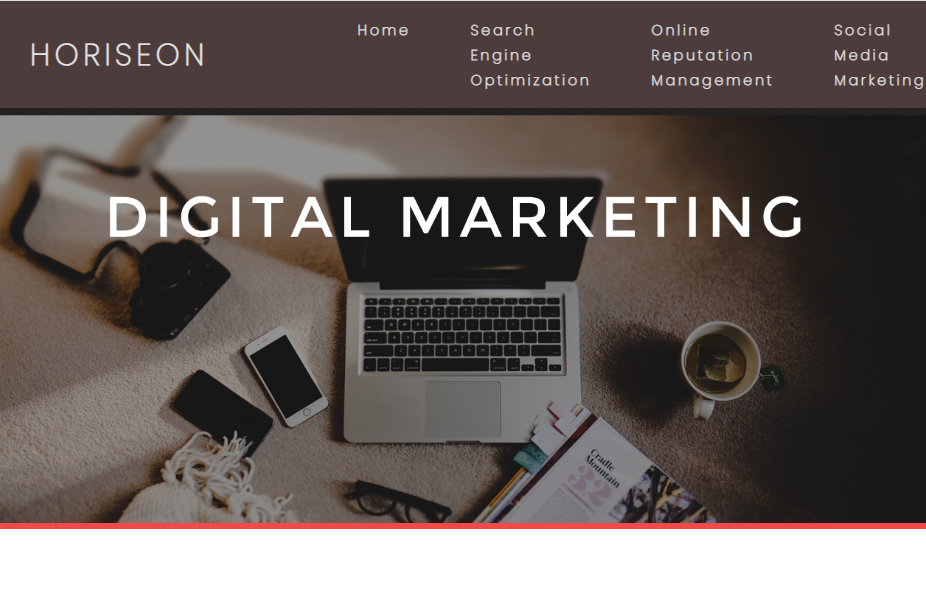 HORISEON
Home
Search
Engine
Optimization
Online
Reputation
Management
Social
Media
Marketing
DIGITAL MARKETING
Cradle
Mountain
32